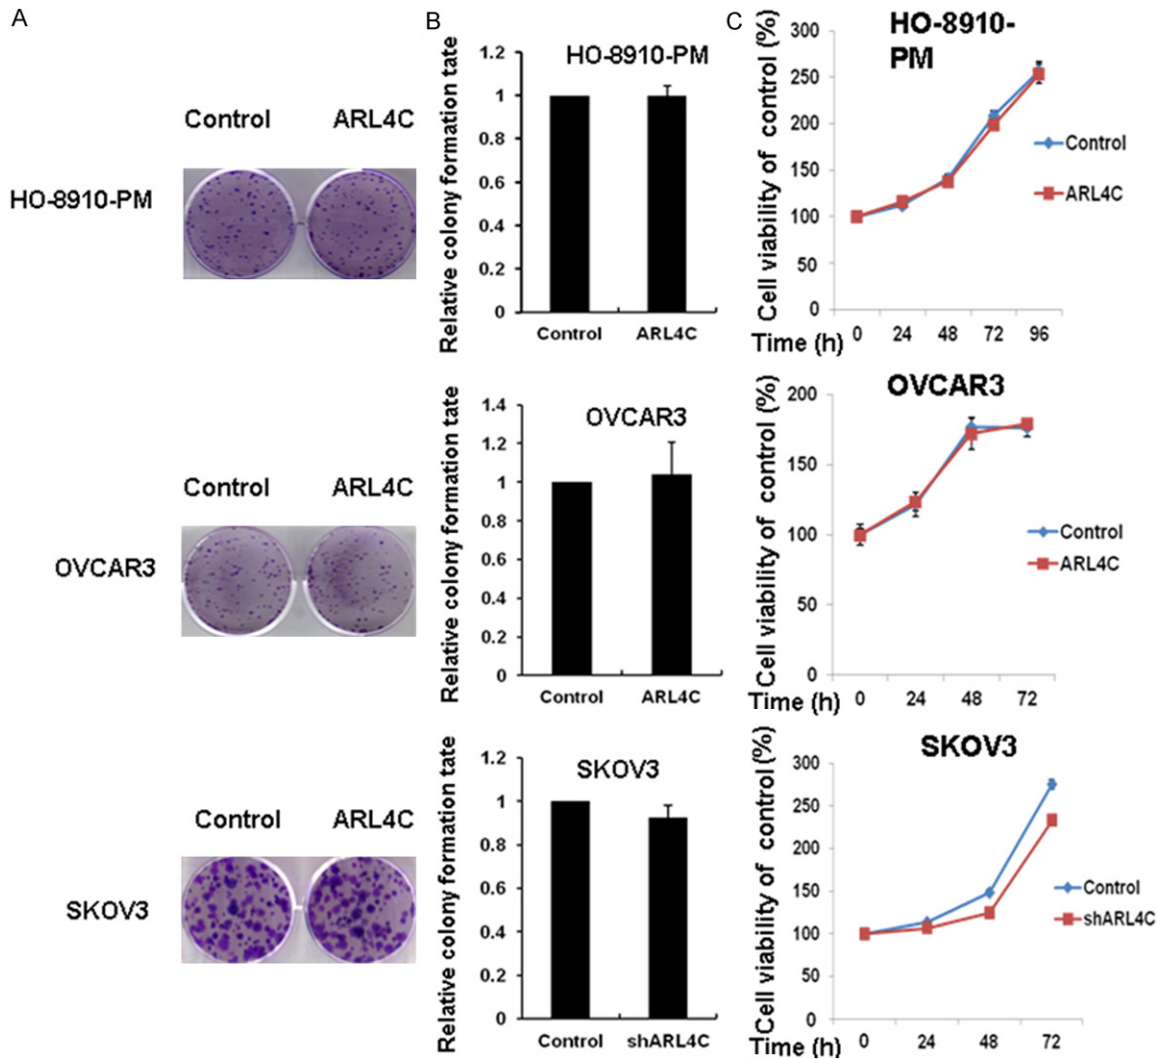 A
Control ARL4C
HO-8910-PM
Control ARL4C
OVCAR3
Control ARL4C
SKOV3
B
Relative colony formation tate
HO-8910-PM
1.2
1
0.8
0.6
0.4
0.2
0
Control ARL4C
Relative colony formation tate
OVCAR3
1.4
1.2
1
0.8
0.6
0.4
0.2
0
Control ARL4C
Relative colony formation tate
SKOV3
1.2
1
0.8
0.6
0.4
0.2
0
Control shARL4C
C
Cell viability of control (%)
HO-8910-
PM
300
250
200
150
100
50
0
Control
ARL4C
Time (h) 0 24 48 72 96
Cell viability of control (%)
OVCAR3
200
150
100
50
0
Control
ARL4C
Time (h) 0 24 48 72
Cell viability of control (%)
SKOV3
300
250
200
150
100
50
0
Control
shARL4C
Time (h) 0 24 48 72